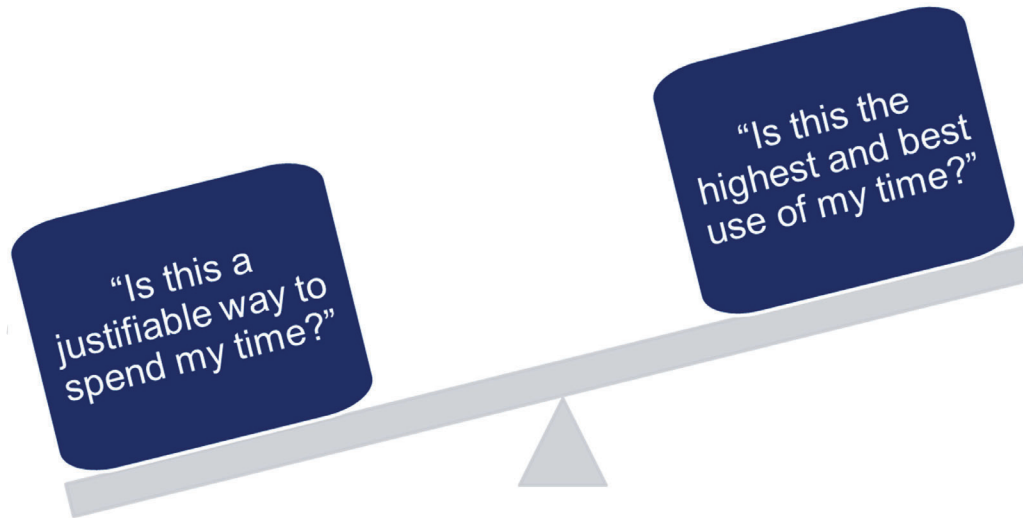 “Is this a
justifiable way to
spend my time?”
“Is this the
highest and best
use of my time?”